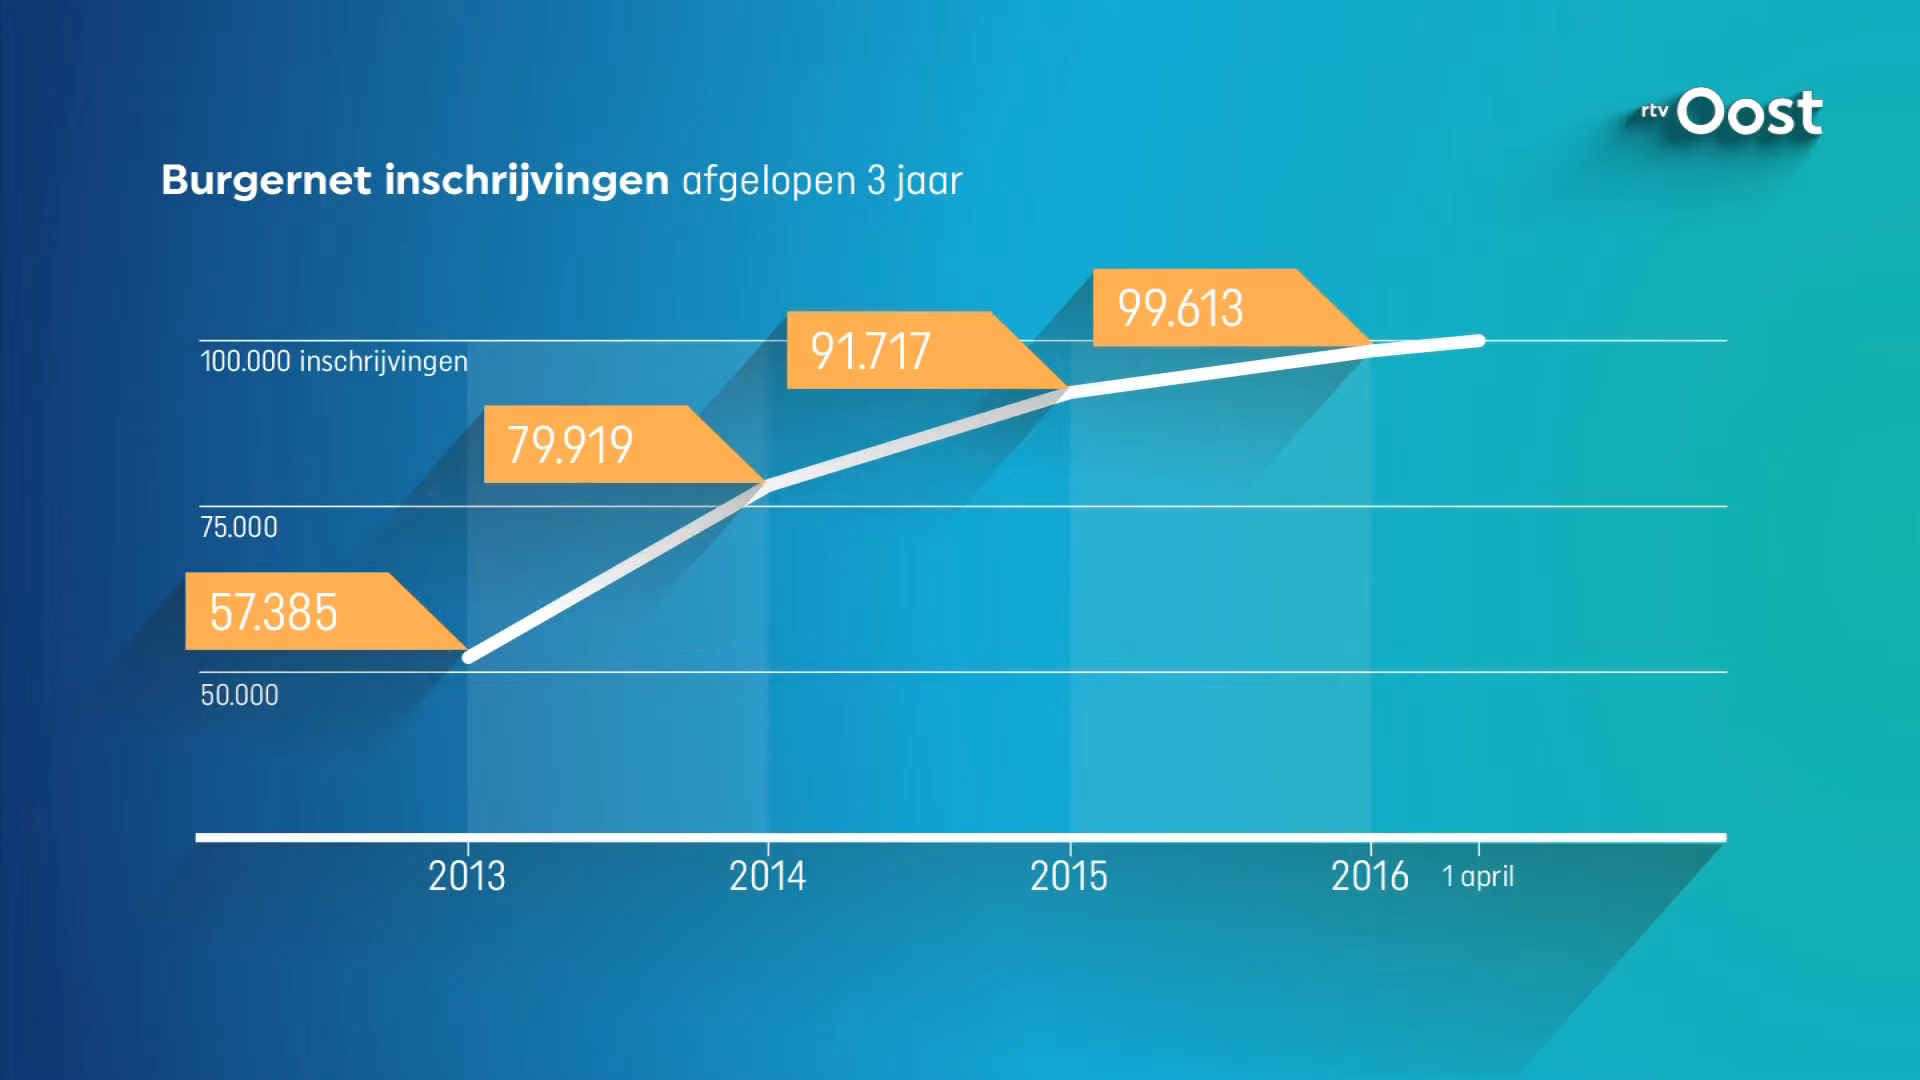 rtv Oost
Burgernet inschrijvingen afgelopen 3 jaar
99.613
91.717
100.000 inschrijvingen
79.919
75.000
57.385
50.000
2013 2014 2015 2016 1 april